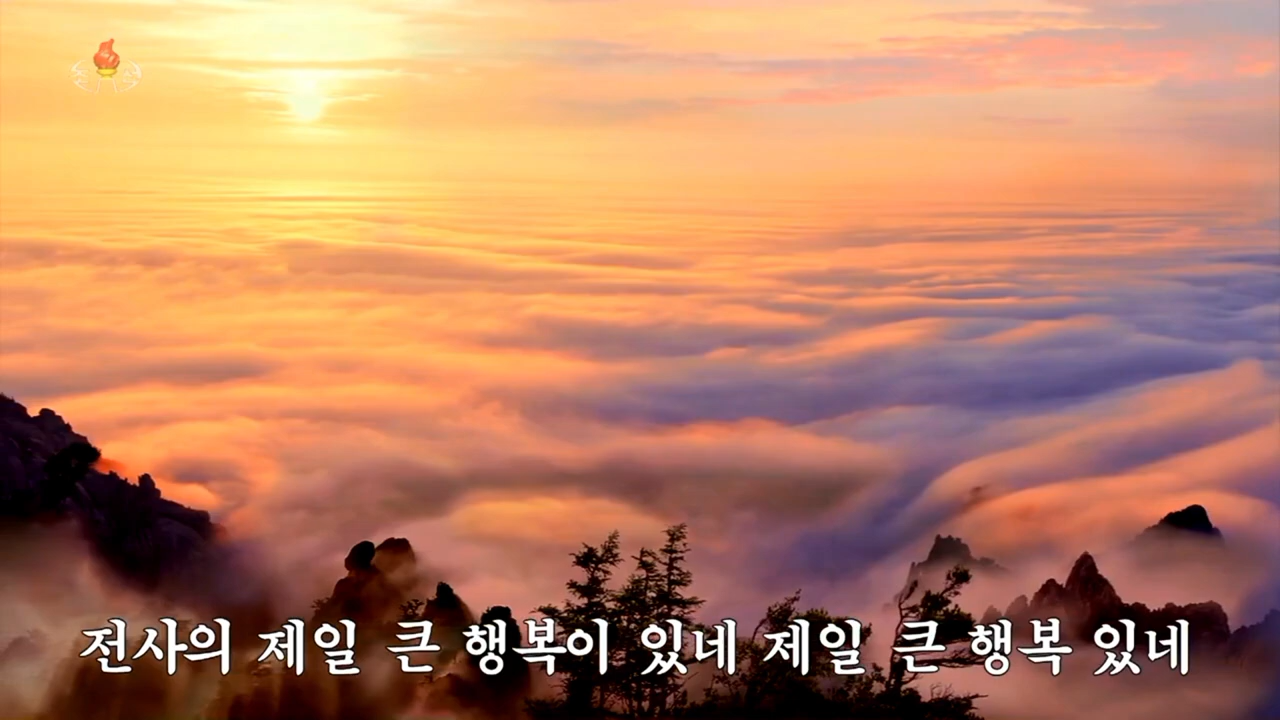 전사의 제일 큰 행복이 있네 제일 큰 행복 있네